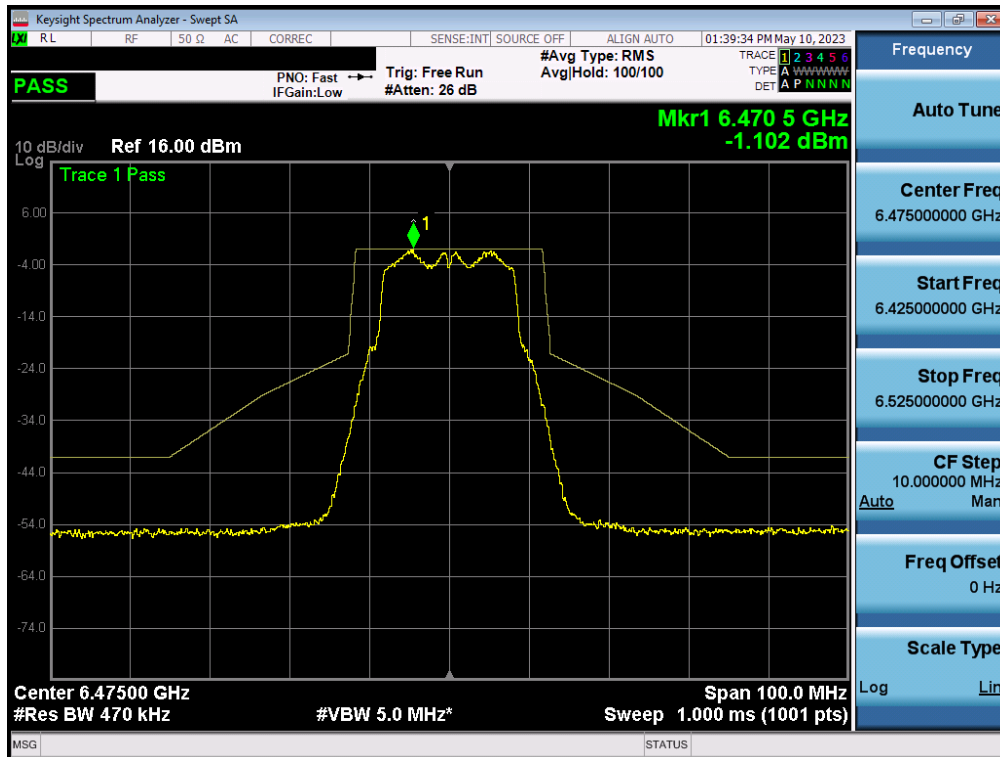 Keysight Spectrum Analyzer - Swept SA
LXI RL RF 50 Ω AC CORREC SENSE:INT SOURCE OFF ALIGN AUTO 01:39:34 PM May 10, 2023
PASS
PNO: Fast
IFGain:Low
Trig: Free Run
#Atten: 26 dB
#Avg Type: RMS
Avg|Hold: 100/100
TRACE 1 2 3 4 5 6
TYPE A WWWWW
DET A P N N N N
Mkr1 6.470 5 GHz
-1.102 dBm
10 dB/div Ref 16.00 dBm
Log
Trace 1 Pass
1
6.00
-4.00
-14.0
-24.0
-34.0
-44.0
-54.0
-64.0
-74.0
Center 6.47500 GHz Span 100.0 MHz
#Res BW 470 kHz #VBW 5.0 MHz* Sweep 1.000 ms (1001 pts)
MSG STATUS
Frequency
Auto Tune
Center Freq
6.475000000 GHz
Start Freq
6.425000000 GHz
Stop Freq
6.525000000 GHz
CF Step
10.000000 MHz
Auto Man
Freq Offset
0 Hz
Scale Type
Log Lin